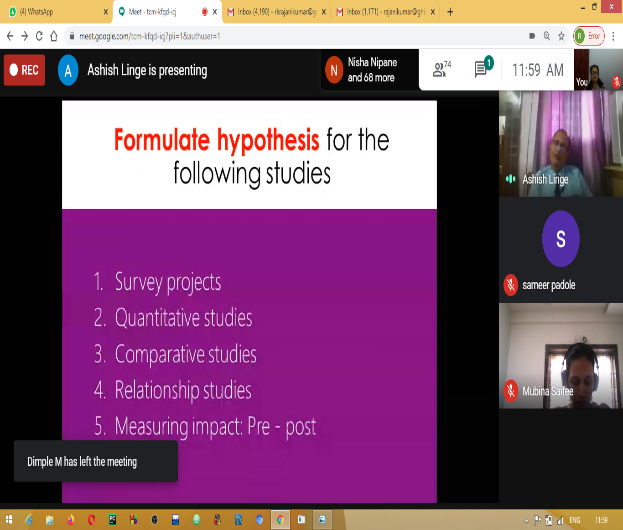 (4) WhatsApp
Meet - tcm-kfqd-icj
Inbox (4,190) - rkrajanikumar@g
Inbox (1,171) - rajanikumar@ghi
meet.google.com/tcm-kfqd-icj?pli=1&authuser=1
R
Error
REC
A
Ashish Linge is presenting
N
Nisha Nipane
and 68 more
74
1
11:59 AM
You
Formulate hypothesis for the
following studies
Ashish Linge
S
sameer padole
1. Survey projects
2. Quantitative studies
3. Comparative studies
4. Relationship studies
5. Measuring impact: Pre - post
Mubina Saifee
Dimple M has left the meeting
ENG
11:59